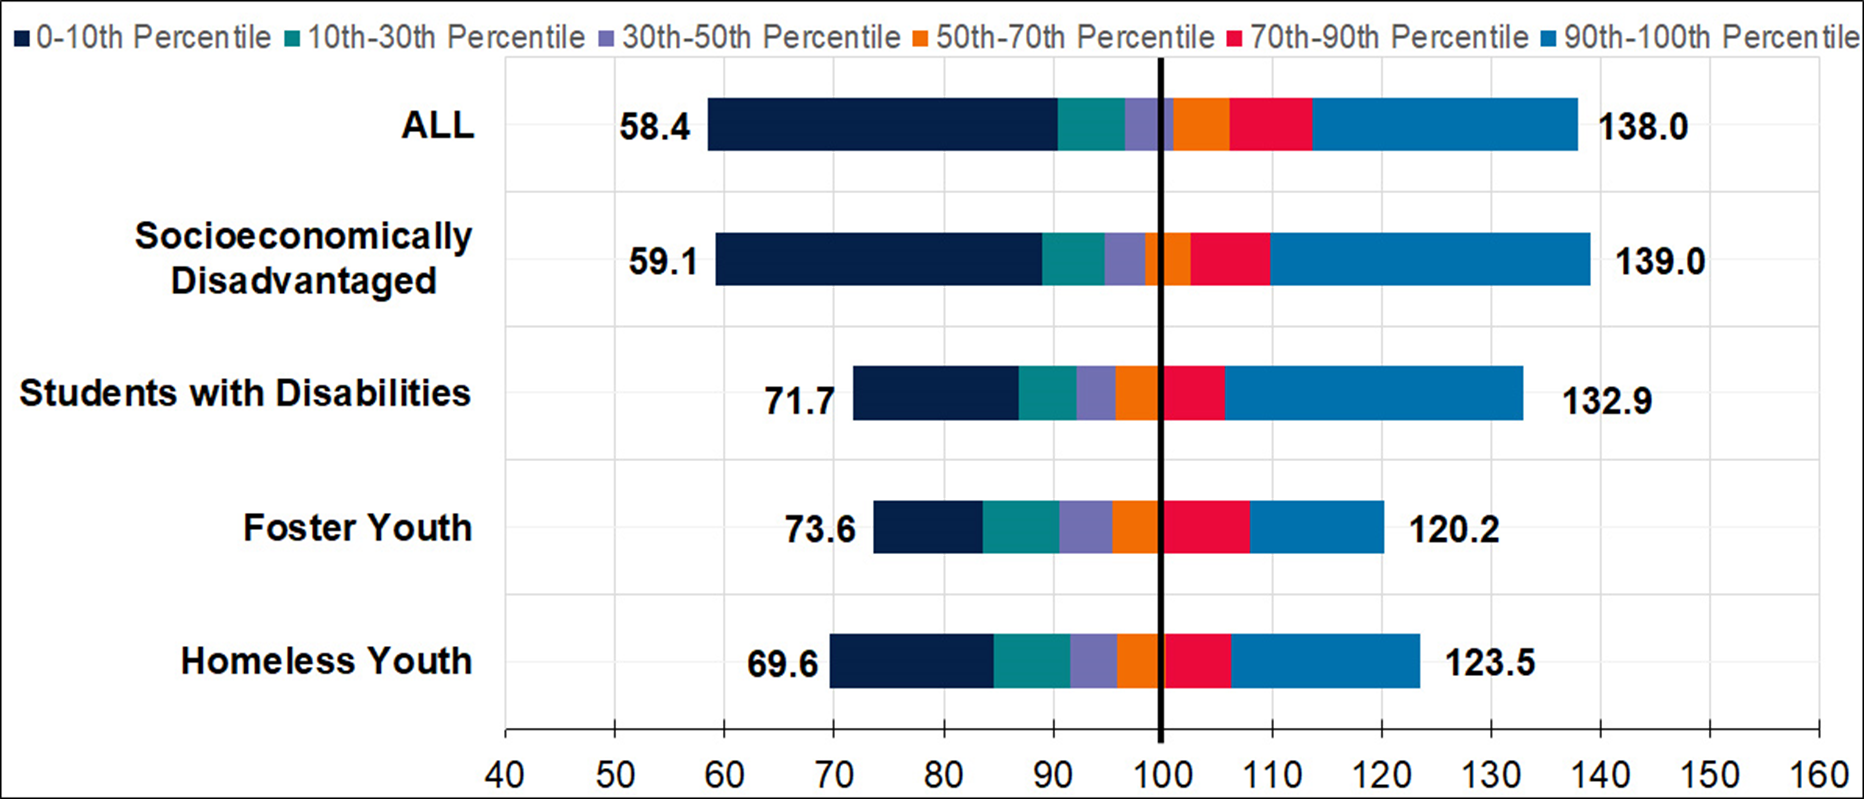 0-10th Percentile 10th-30th Percentile 30th-50th Percentile 50th-70th Percentile 70th-90th Percentile 90th-100th Percentile
ALL 58.4 138.0
Socioeconomically
Disadvantaged 59.1 139.0
Students with Disabilities 71.7 132.9
Foster Youth 73.6 120.2
Homeless Youth 69.6 123.5
40 50 60 70 80 90 100 110 120 130 140 150 160